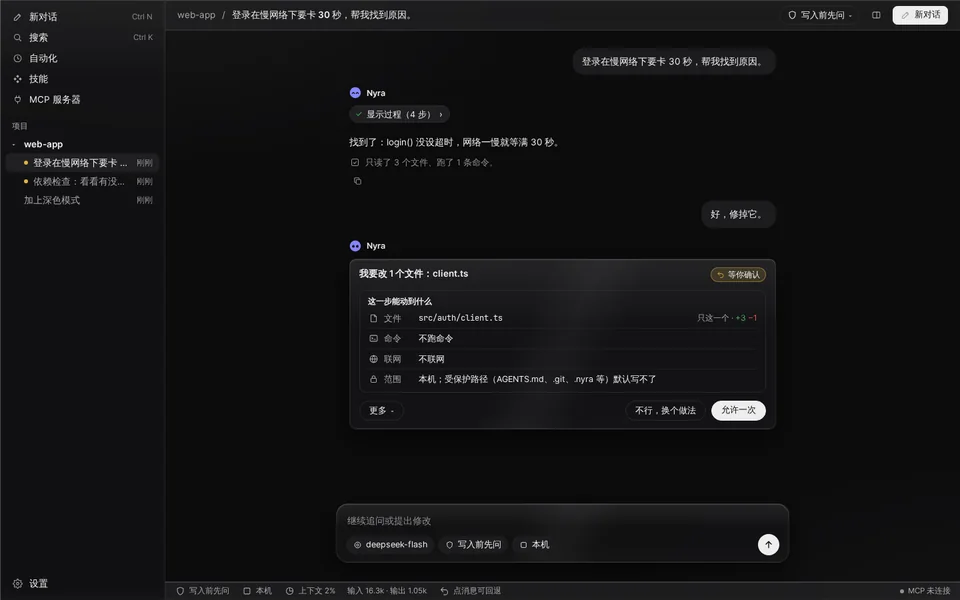 新对话 Ctrl N
搜索 Ctrl K
自动化
技能
MCP 服务器
项目
web-app
登录在慢网络下要卡 ... 刚刚
依赖检查：看看有没... 刚刚
加上深色模式 刚刚
设置
web-app / 登录在慢网络下要卡 30 秒，帮我找到原因。
写入前先问
新对话
登录在慢网络下要卡 30 秒，帮我找到原因。
Nyra
显示过程（4 步） ›
找到了：login() 没设超时，网络一慢就等满 30 秒。
只读了 3 个文件、跑了 1 条命令。
好，修掉它。
Nyra
我要改 1 个文件：client.ts
等你确认
这一步能动到什么
文件 src/auth/client.ts 只这一个 · +3 −1
命令 不跑命令
联网 不联网
范围 本机；受保护路径（AGENTS.md、.git、.nyra 等）默认写不了
更多
不行，换个做法
允许一次
继续追问或提出修改
deepseek-flash 写入前先问 本机
写入前先问 本机 上下文 2% 输入 16.3k · 输出 1.05k 点消息可回退
MCP 未连接